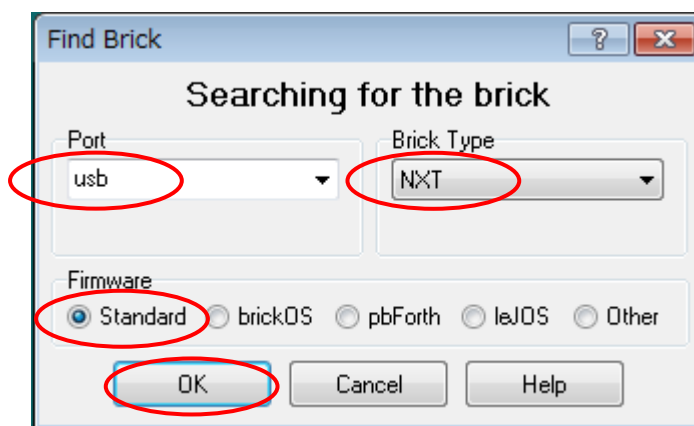 Find Brick
Searching for the brick
Port
Brick Type
usb
NXT
Firmware
Standard brickOS pbForth leJOS Other
OK Cancel Help